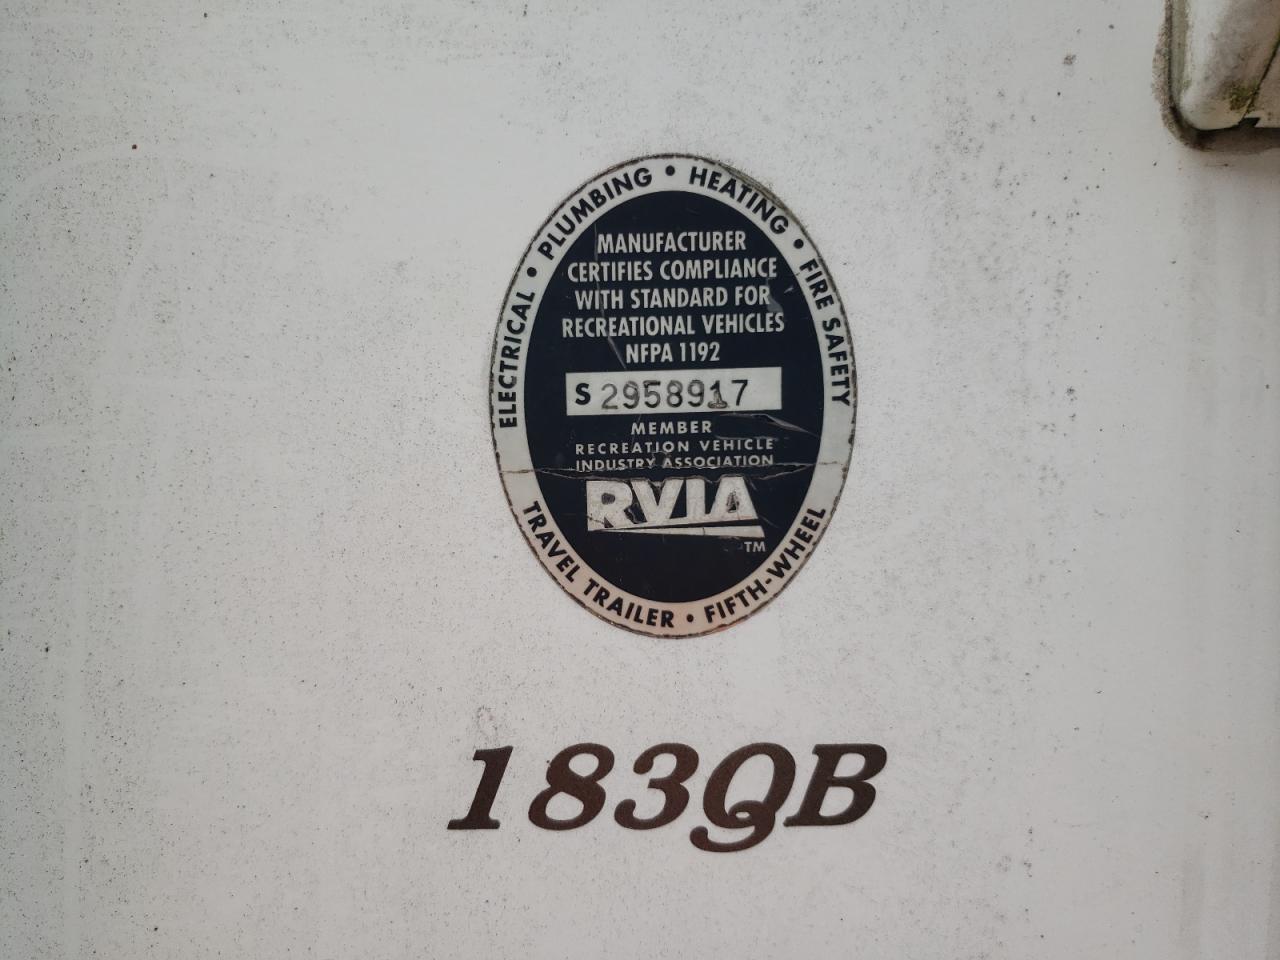 ELECTRICAL • PLUMBING • HEATING • FIRE SAFETY
MANUFACTURER
CERTIFIES COMPLIANCE
WITH STANDARD FOR
RECREATIONAL VEHICLES
NFPA 1192
S 2958917
MEMBER
RECREATION VEHICLE
INDUSTRY ASSOCIATION
RVIA
TM
TRAVEL TRAILER • FIFTH-WHEEL
183QB